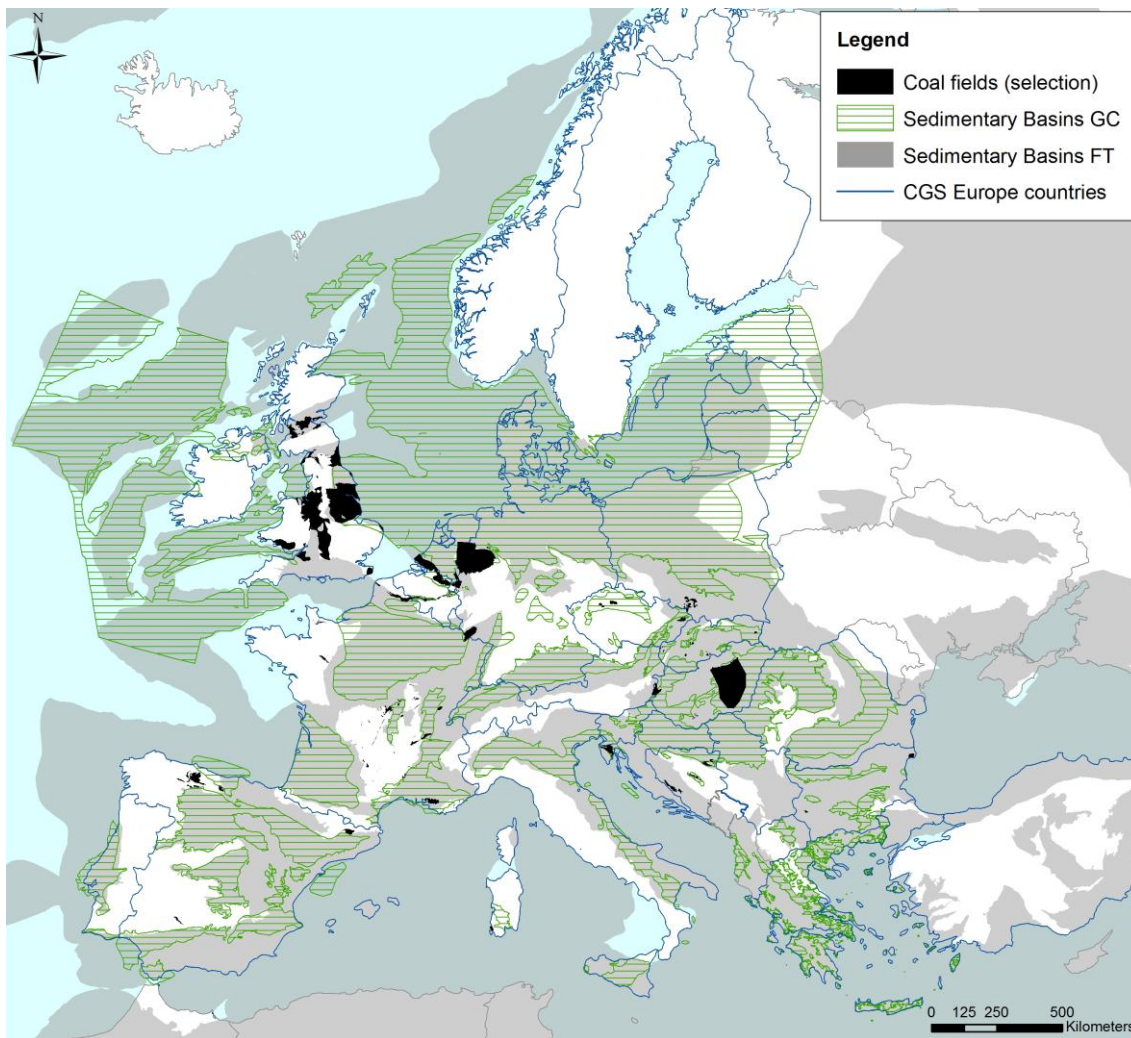 N
Legend
Coal fields (selection)
Sedimentary Basins GC
Sedimentary Basins FT
CGS Europe countries
0 125 250 500
Kilometers